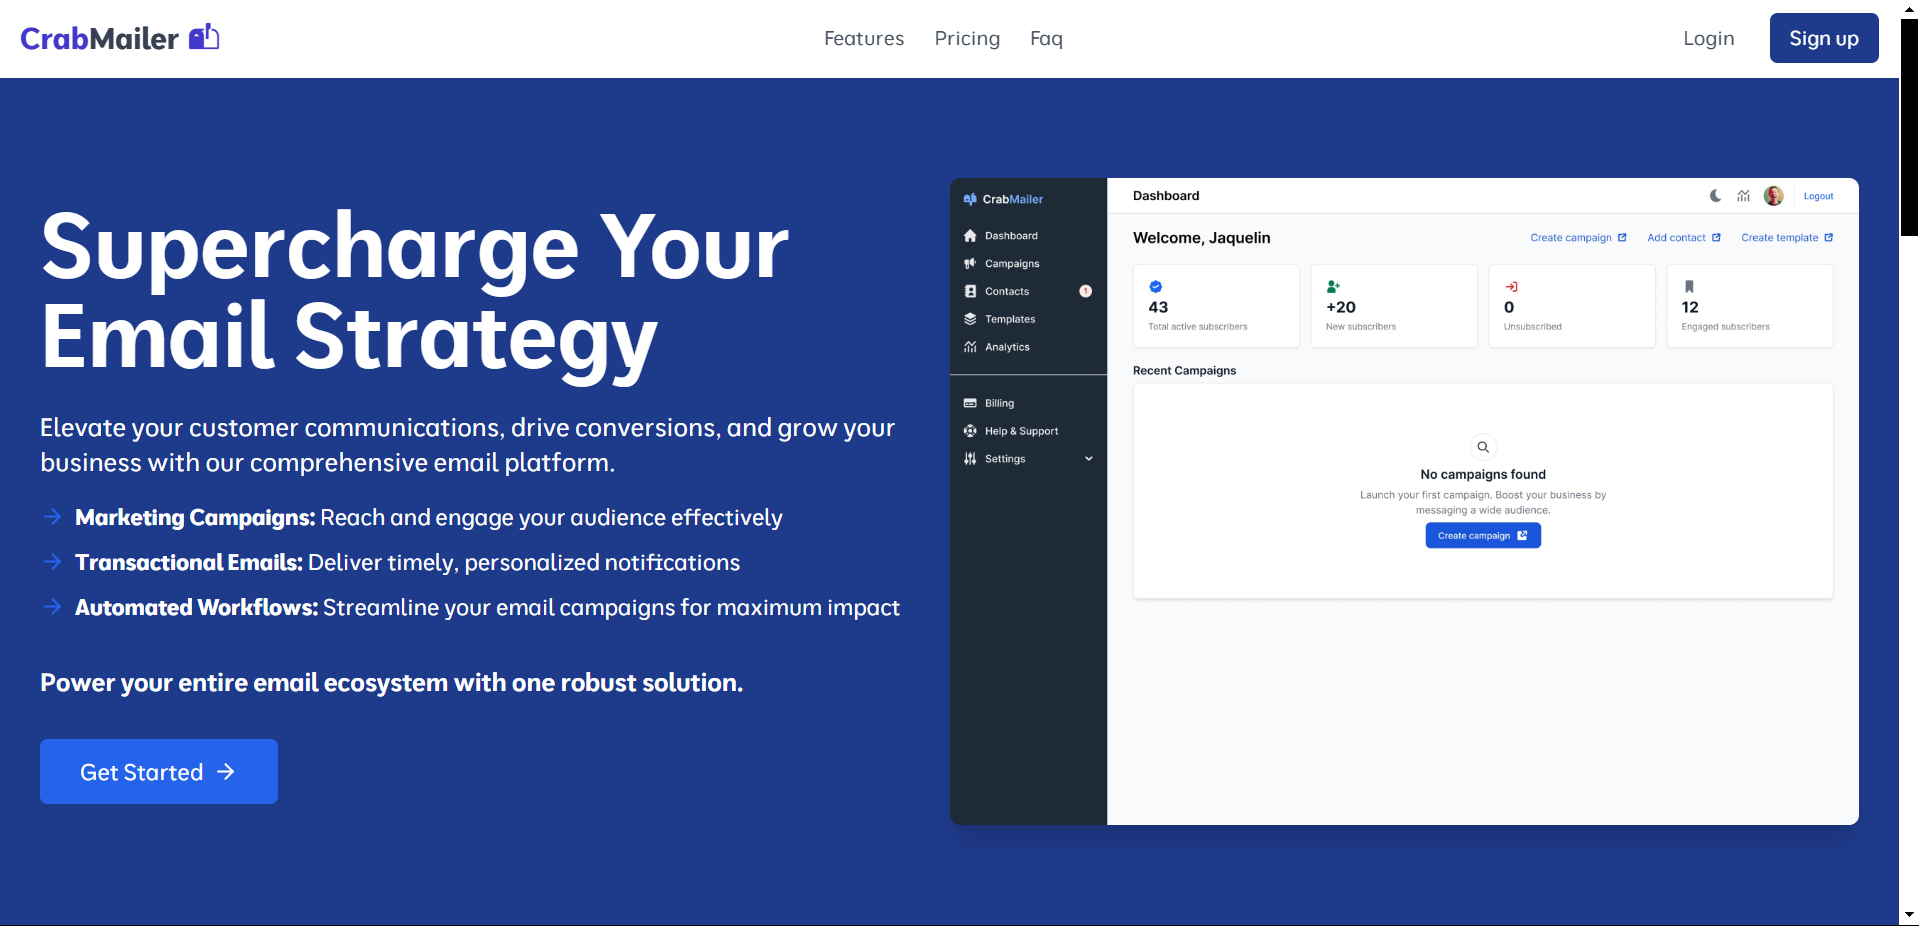 CrabMailer
Features Pricing Faq
Login
Sign up
Supercharge Your
Email Strategy
Elevate your customer communications, drive conversions, and grow your
business with our comprehensive email platform.
Marketing Campaigns: Reach and engage your audience effectively
Transactional Emails: Deliver timely, personalized notifications
Automated Workflows: Streamline your email campaigns for maximum impact
Power your entire email ecosystem with one robust solution.
Get Started
CrabMailer
Dashboard
Campaigns
Contacts 1
Templates
Analytics
Billing
Help & Support
Settings
Dashboard
Logout
Welcome, Jaquelin
Create campaign
Add contact
Create template
43
Total active subscribers
+20
New subscribers
0
Unsubscribed
12
Engaged subscribers
Recent Campaigns
No campaigns found
Launch your first campaign. Boost your business by
messaging a wide audience.
Create campaign